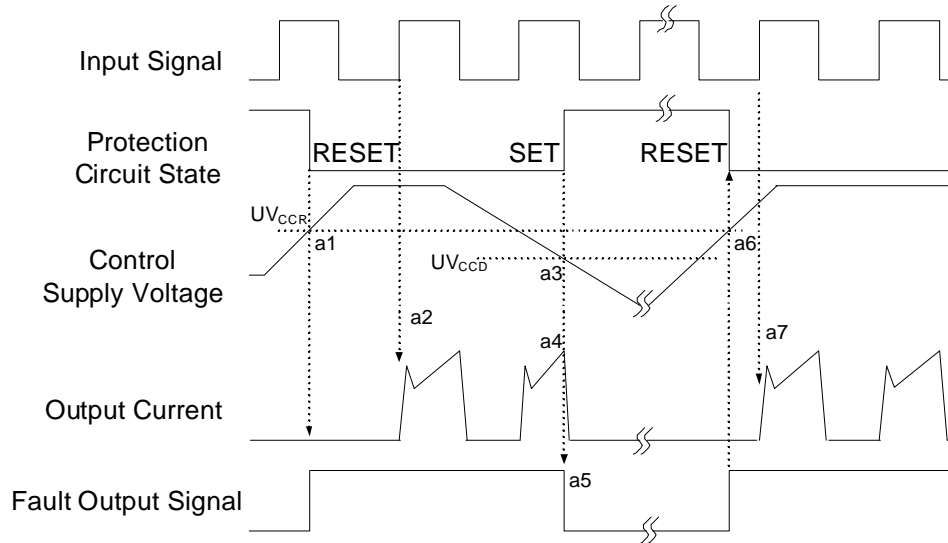 Input Signal
Protection
Circuit State
RESET
SET
RESET
UVCCR
a1
a6
Control
Supply Voltage
UVCCD
a3
a2
a4
a7
Output Current
a5
Fault Output Signal